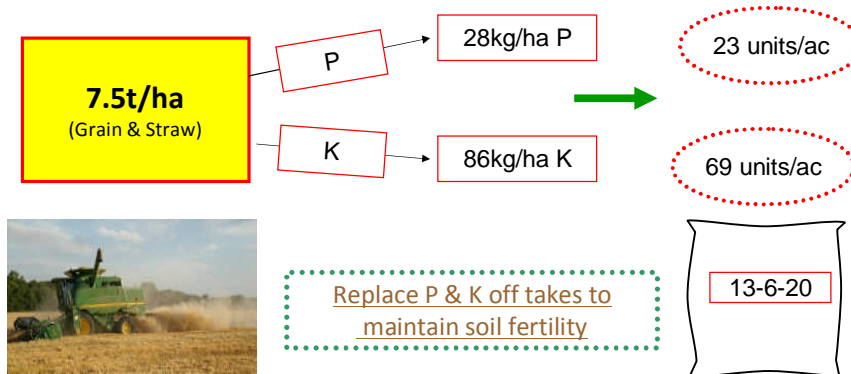 7.5t/ha
(Grain & Straw)
P
K
28kg/ha P
86kg/ha K
23 units/ac
69 units/ac
Replace P & K off takes to
maintain soil fertility
13-6-20